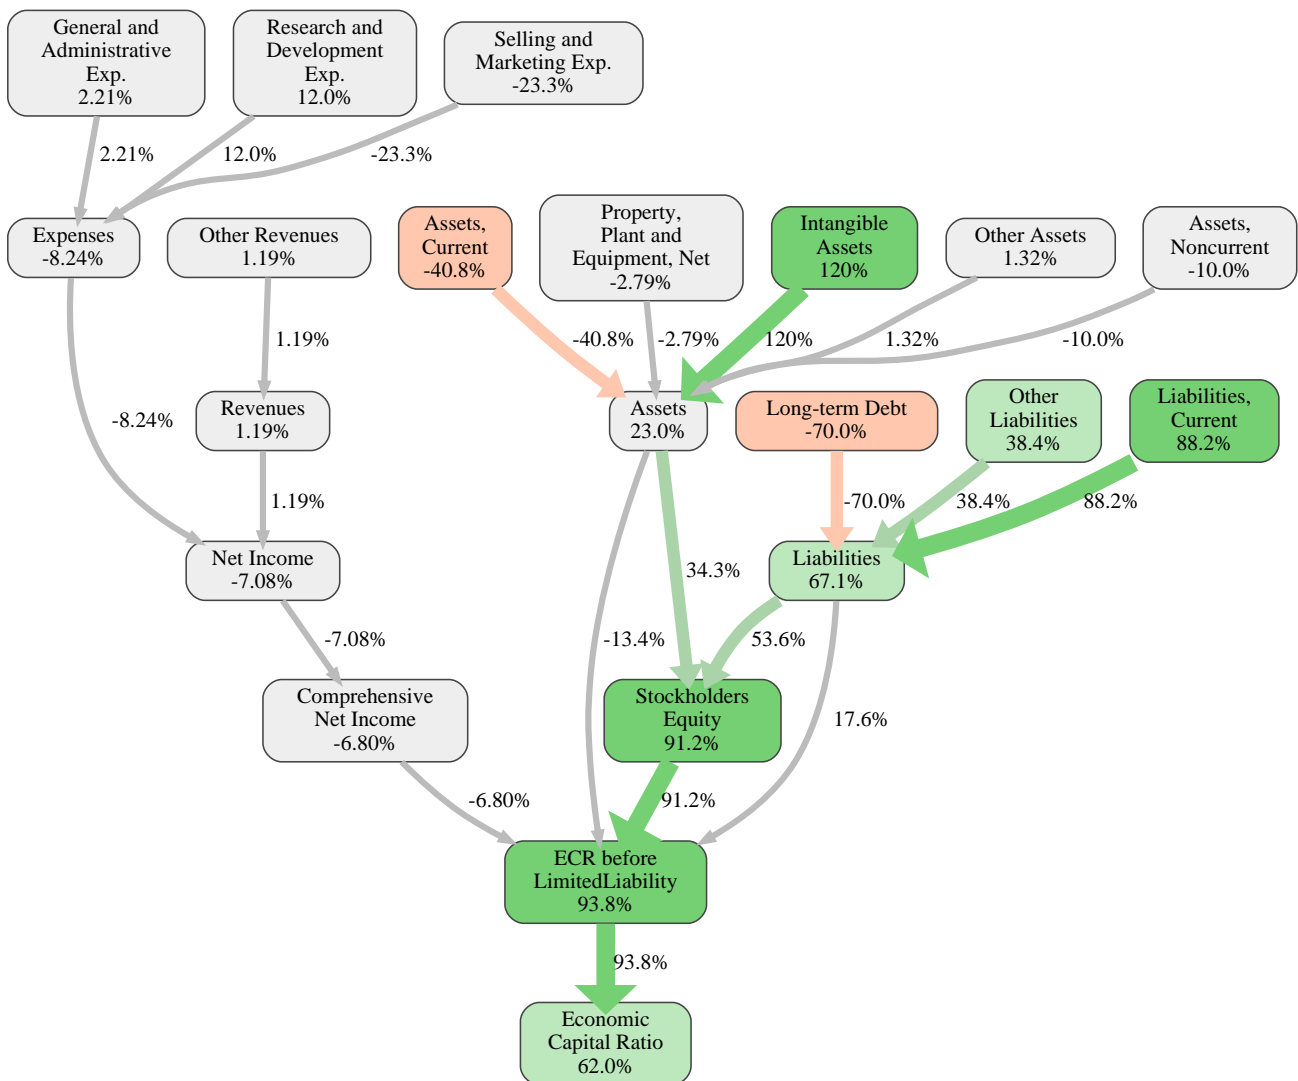 General and
Administrative
Exp.
2.21%
Research and
Development
Exp.
12.0%
Selling and
Marketing Exp.
-23.3%
2.21%
12.0%
-23.3%
Expenses
-8.24%
Other Revenues
1.19%
Assets,
Current
-40.8%
Property,
Plant and
Equipment, Net
-2.79%
Intangible
Assets
120%
Other Assets
1.32%
Assets,
Noncurrent
-10.0%
1.19%
-40.8%
-2.79%
120%
1.32%
-10.0%
-8.24%
Revenues
1.19%
Assets
23.0%
Long-term Debt
-70.0%
Other
Liabilities
38.4%
Liabilities,
Current
88.2%
1.19%
-70.0%
38.4%
88.2%
Net Income
-7.08%
34.3%
Liabilities
67.1%
-7.08%
-13.4%
53.6%
Comprehensive
Net Income
-6.80%
Stockholders
Equity
91.2%
17.6%
-6.80%
91.2%
ECR before
LimitedLiability
93.8%
93.8%
Economic
Capital Ratio
62.0%